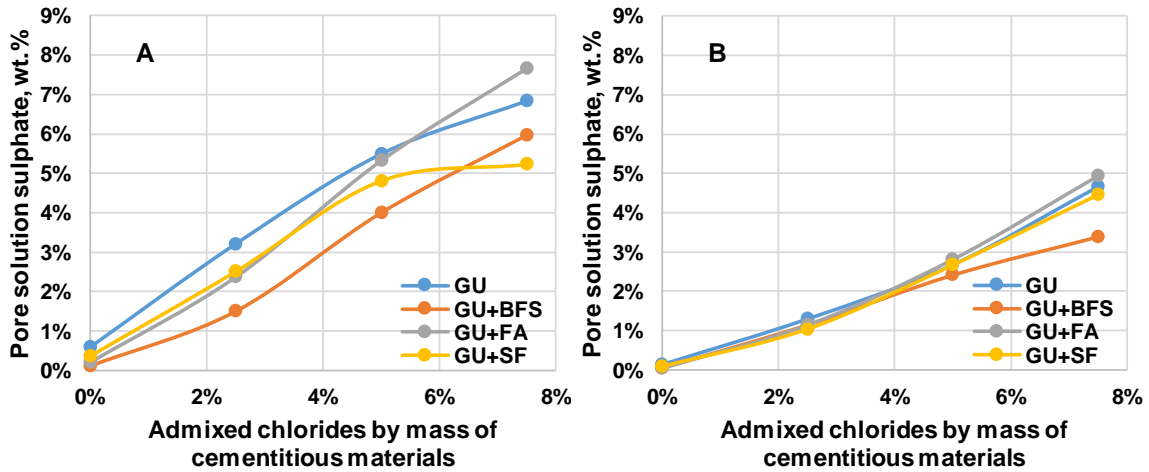 Pore solution sulphate, wt.%
9%
8%
7%
6%
5%
4%
3%
2%
1%
0%
A
GU
GU+BFS
GU+FA
GU+SF
0% 2% 4% 6% 8%
Admixed chlorides by mass of
cementitious materials
Pore solution sulphate, wt.%
9%
8%
7%
6%
5%
4%
3%
2%
1%
0%
B
GU
GU+BFS
GU+FA
GU+SF
0% 2% 4% 6% 8%
Admixed chlorides by mass of
cementitious materials